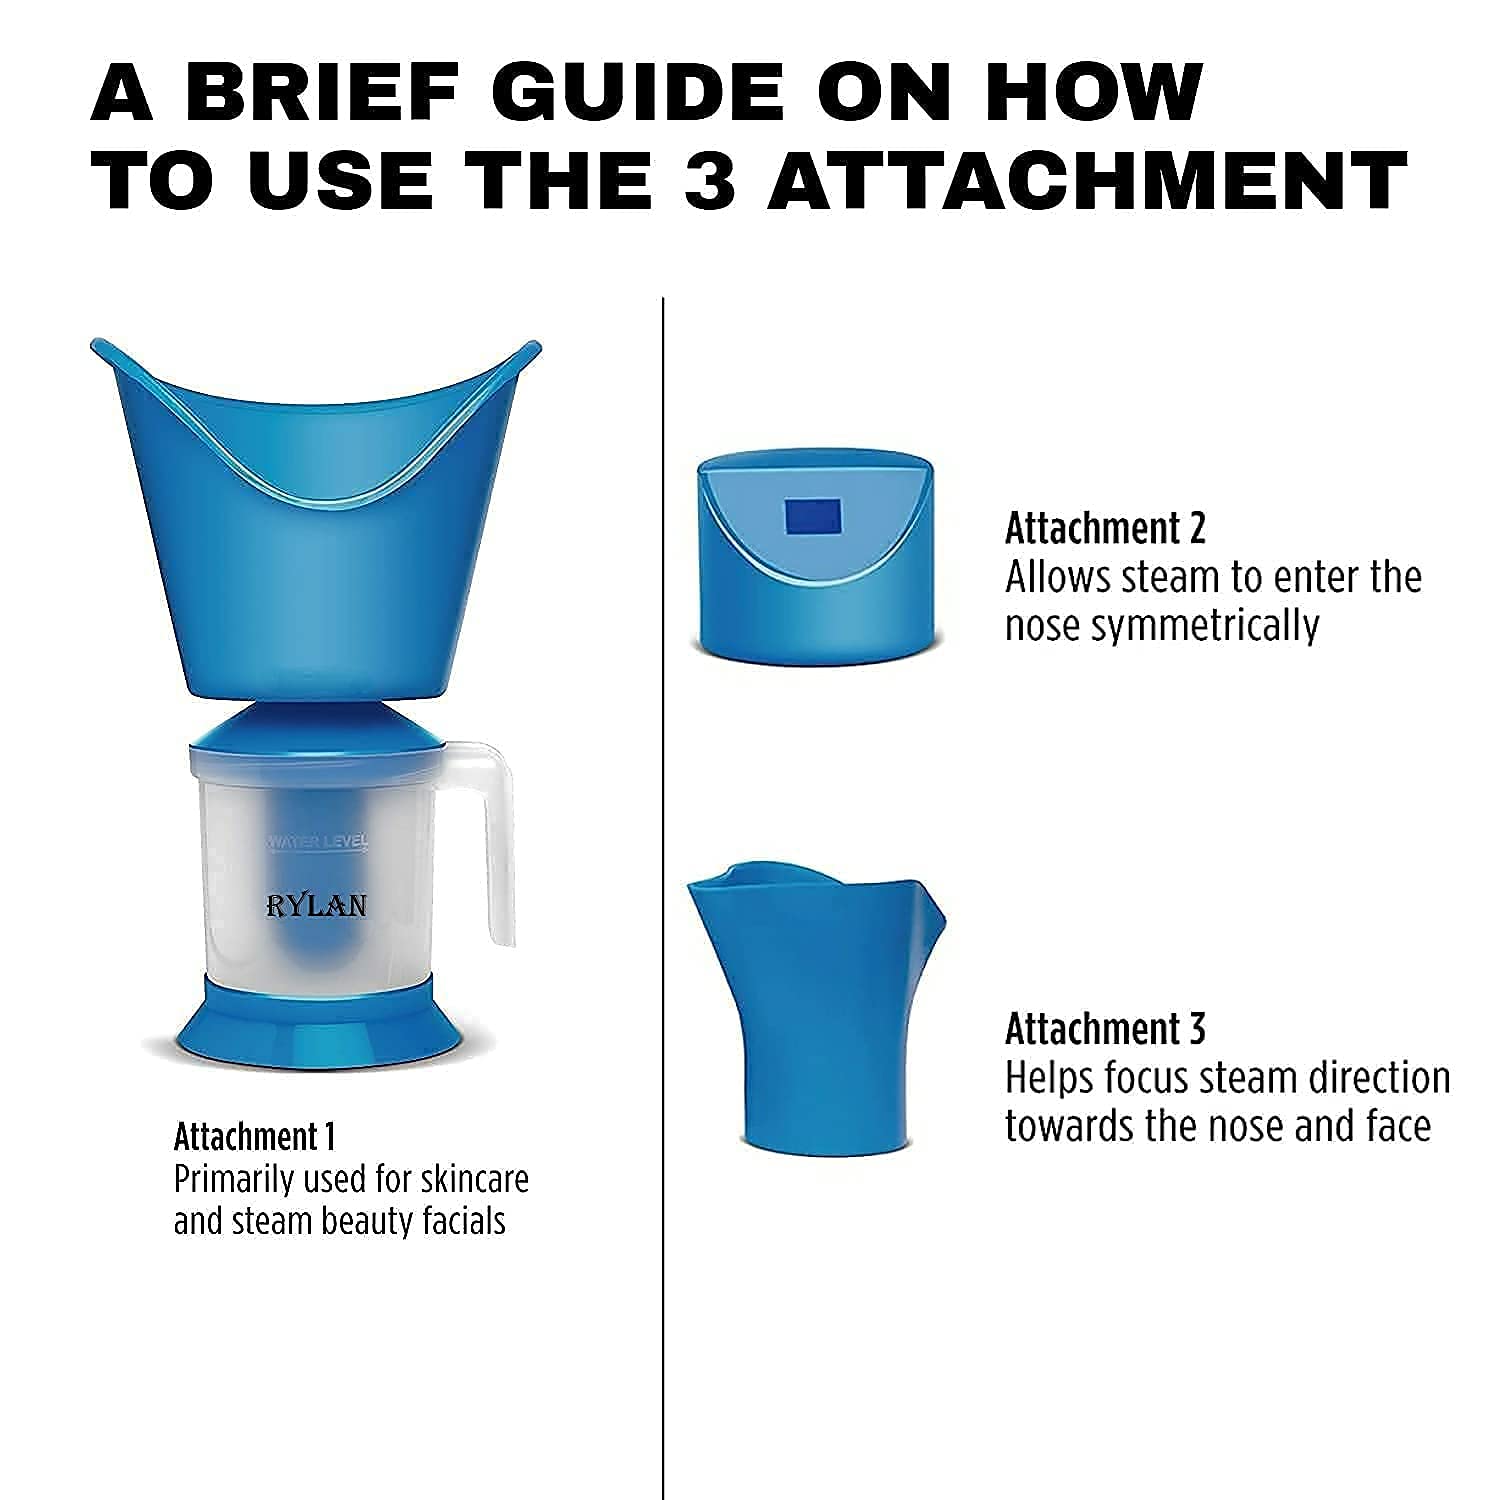 A BRIEF GUIDE ON HOW
TO USE THE 3 ATTACHMENT
WATER LEVEL
RYLAN
Attachment 1
Primarily used for skincare
and steam beauty facials
Attachment 2
Allows steam to enter the
nose symmetrically
Attachment 3
Helps focus steam direction
towards the nose and face